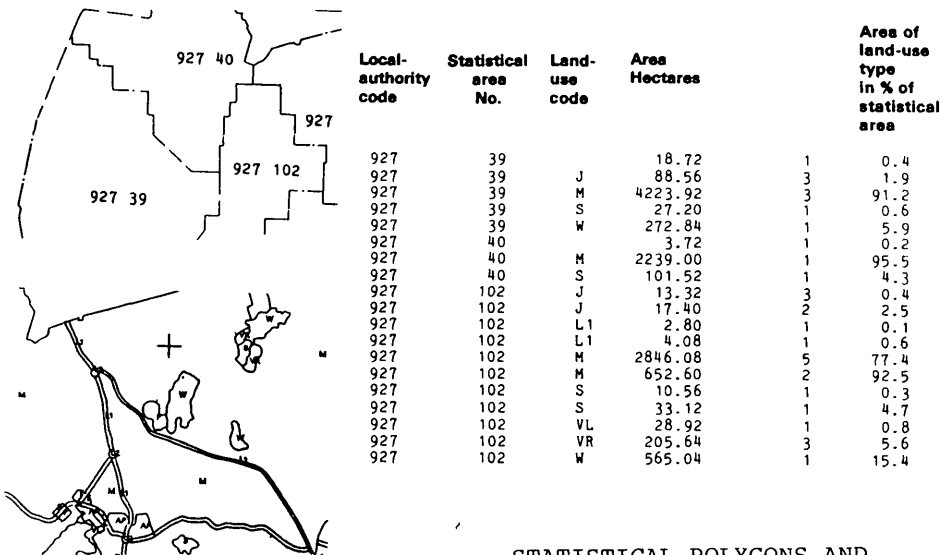 927 40
927
927 102
927 39
Local-authority code Statistical area No. Land-use code Area Hectares Area of land-use type in % of statistical area
927 39 18.72 1 0.4
927 39 J 88.56 3 1.9
927 39 M 4223.92 3 91.2
927 39 S 27.20 1 0.6
927 39 W 272.84 1 5.9
927 40 3.72 1 0.2
927 40 M 2239.00 1 95.5
927 40 S 101.52 1 4.3
927 102 J 13.32 3 0.4
927 102 J 17.40 2 2.5
927 102 L1 2.80 1 0.1
927 102 L1 4.08 1 0.6
927 102 M 2846.08 5 77.4
927 102 M 652.60 2 92.5
927 102 S 10.56 1 0.3
927 102 S 33.12 1 4.7
927 102 VL 28.92 1 0.8
927 102 VR 205.64 3 5.6
927 102 W 565.04 1 15.4
W
M
M
W
M
M
STATISTICAL POLYGONS AND